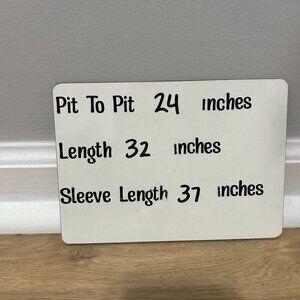 Pit To Pit 24 inches
Length 32 inches
Sleeve Length 37 inches